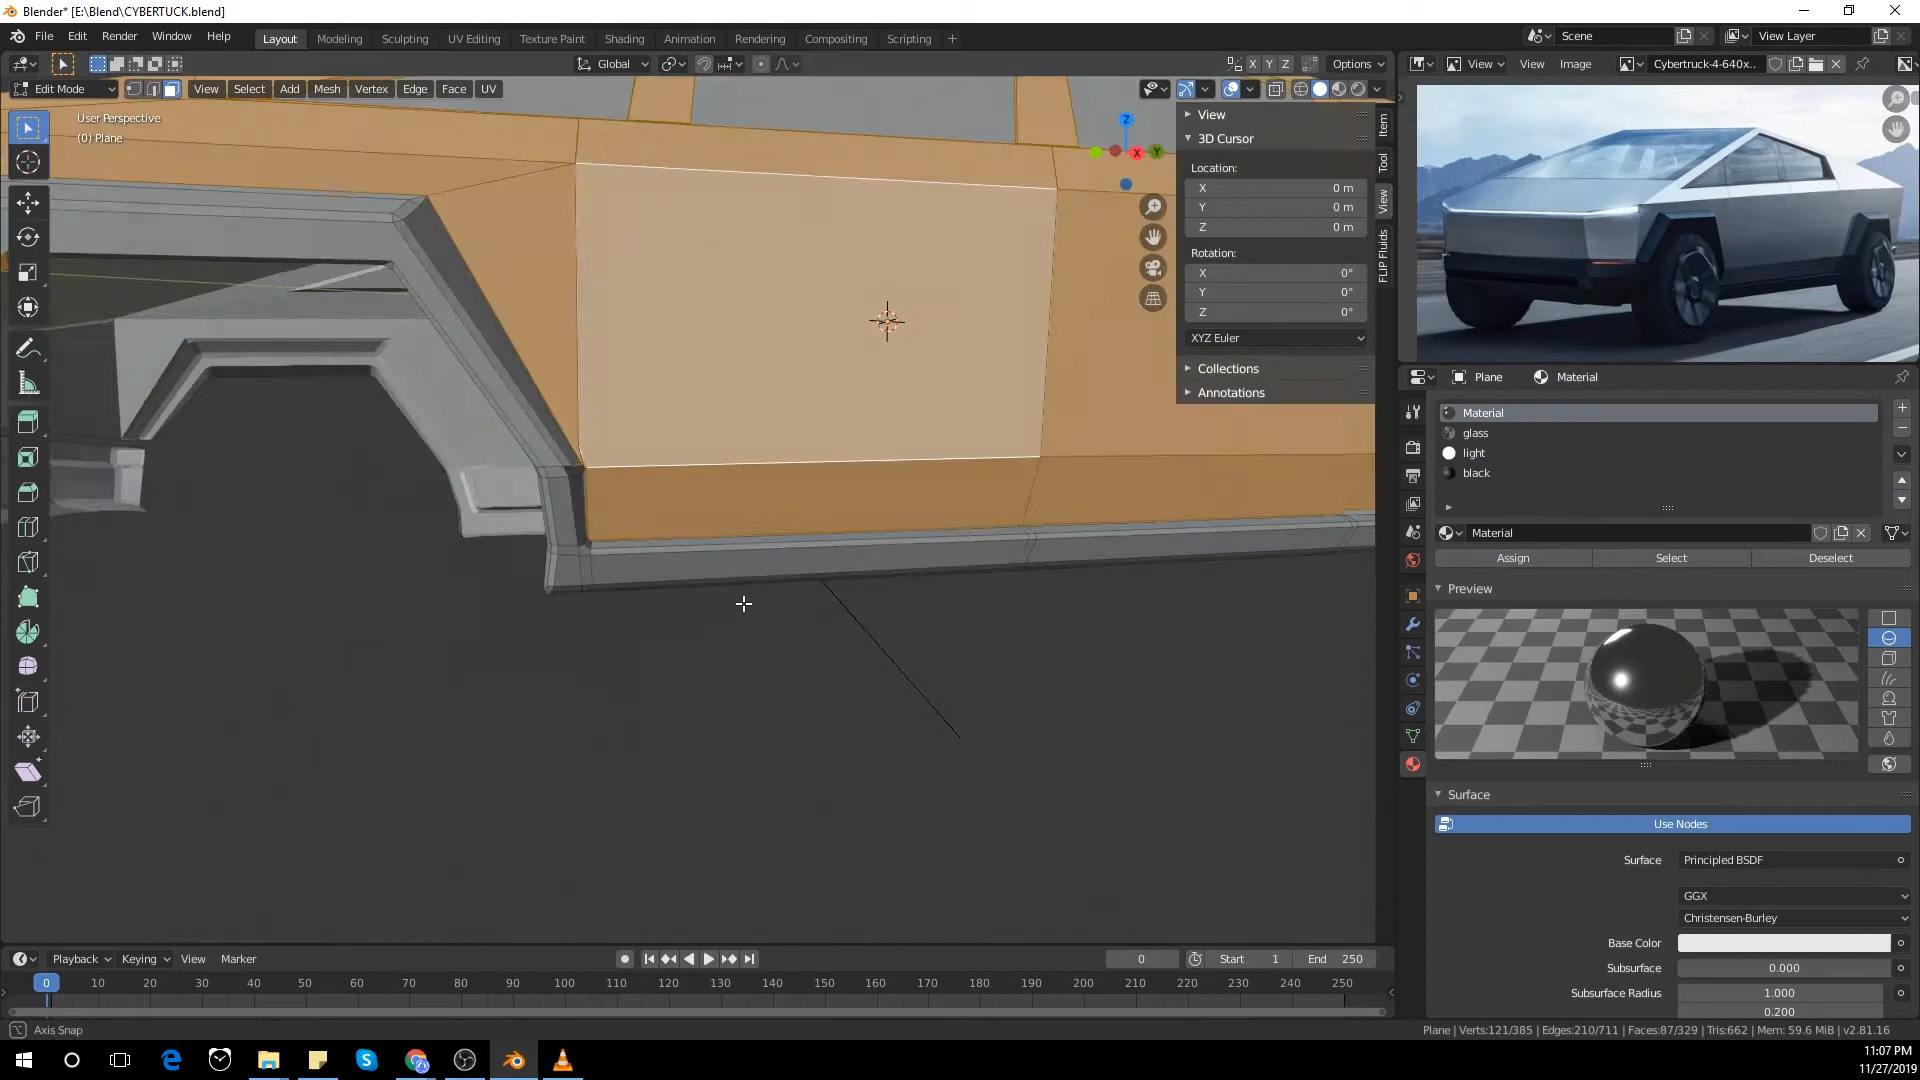 Blender* [E:\Blend\CYBERTUCK.blend]
File Edit Render Window Help
Layout Modeling Sculpting UV Editing Texture Paint Shading Animation Rendering Compositing Scripting +
Scene
View Layer
Global
X Y Z
Options
View View Image
Cybertruck-4-640x..
Edit Mode
View Select Add Mesh Vertex Edge Face UV
User Perspective
(0) Plane
Z
X
Y
View
3D Cursor
Location:
X 0 m
Y 0 m
Z 0 m
Rotation:
X 0°
Y 0°
Z 0°
XYZ Euler
Collections
Annotations
Item
Tool
View
FLIP Fluids
Plane Material
Material
glass
light
black
Material
Assign Select Deselect
Preview
Surface
Use Nodes
Surface Principled BSDF
GGX
Christensen-Burley
Base Color
Subsurface 0.000
Subsurface Radius 1.000
0.200
Playback Keying View Marker
0 Start 1 End 250
0 10 20 30 40 50 60 70 80 90 100 110 120 130 140 150 160 170 180 190 200 210 220 230 240 250
Axis Snap
Plane | Verts:121/385 | Edges:210/711 | Faces:87/329 | Tris:662 | Mem: 59.6 MiB | v2.81.16
11:07 PM
11/27/2019